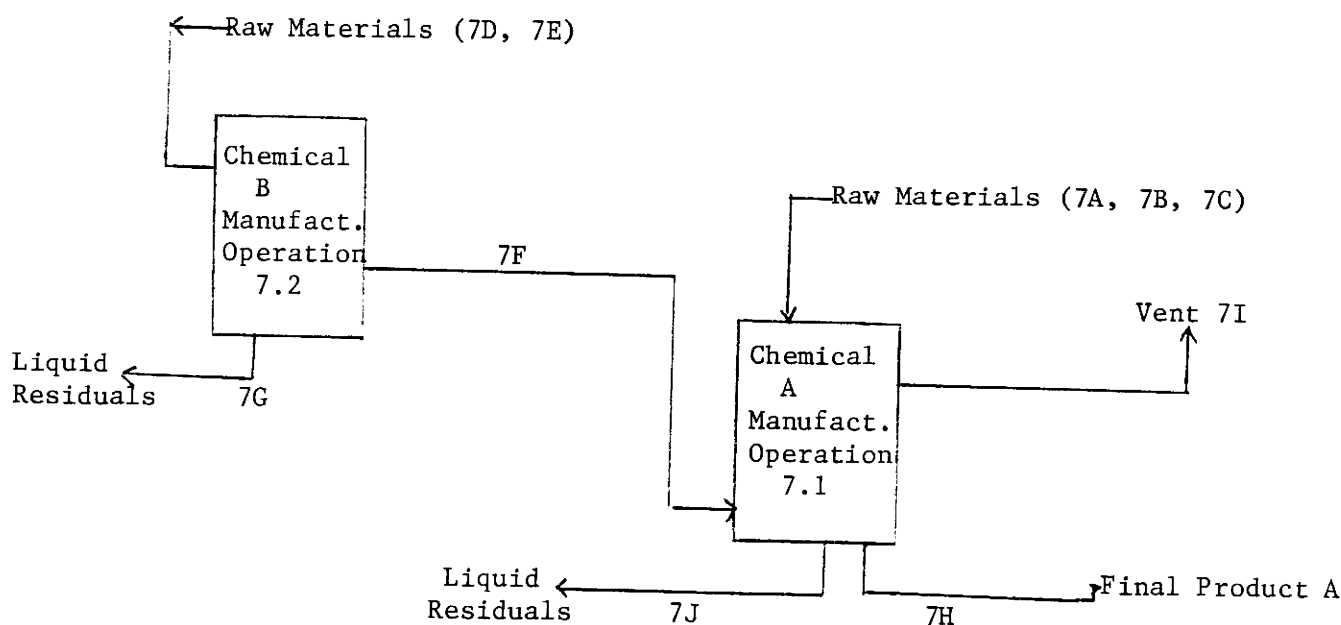 Raw Materials (7D, 7E)
Chemical
B
Manufact.
Operation
7.2
7F
Liquid
Residuals
7G
Raw Materials (7A, 7B, 7C)
Chemical
A
Manufact.
Operation
7.1
Vent 7I
Liquid
Residuals
7J
7H
Final Product A